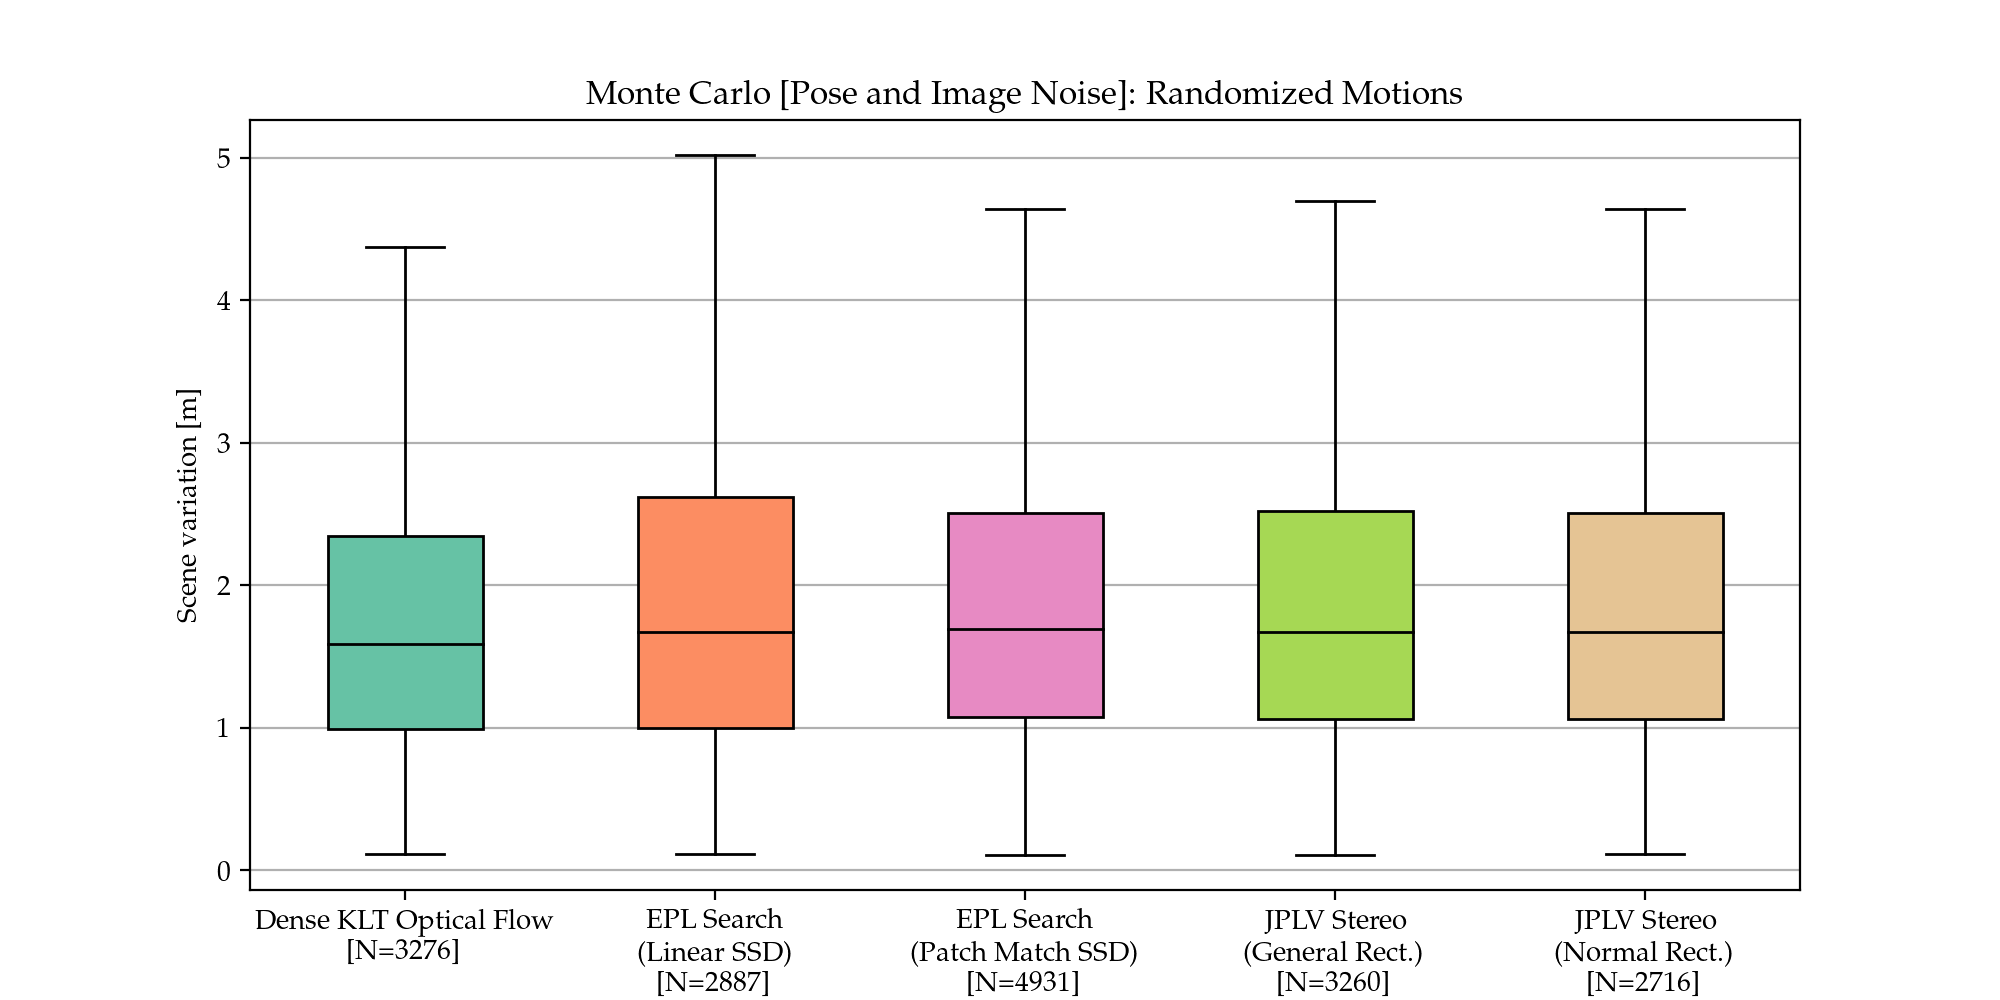 Monte Carlo [Pose and Image Noise]: Randomized Motions
Scene variation [m]
5
4
3
2
1
0
Dense KLT Optical Flow
[N=3276]
EPL Search
(Linear SSD)
[N=2887]
EPL Search
(Patch Match SSD)
[N=4931]
JPLV Stereo
(General Rect.)
[N=3260]
JPLV Stereo
(Normal Rect.)
[N=2716]